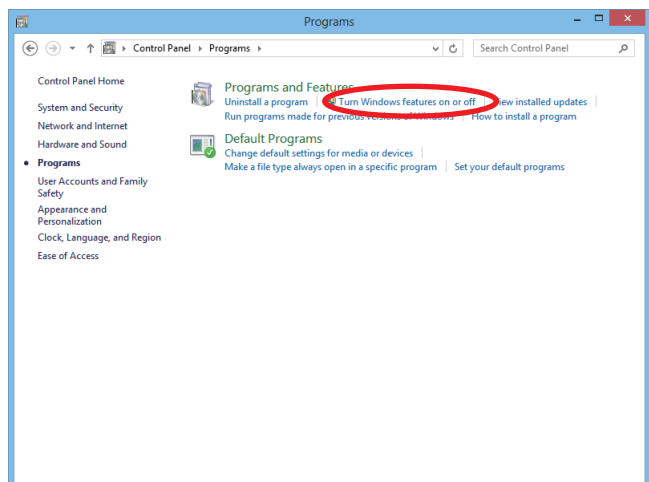 Programs
Control Panel Programs
Search Control Panel
Control Panel Home
System and Security
Network and Internet
Hardware and Sound
Programs
User Accounts and Family
Safety
Appearance and
Personalization
Clock, Language, and Region
Ease of Access
Programs and Features
Uninstall a program Turn Windows features on or off View installed updates
Run programs made for previous versions of Windows How to install a program
Default Programs
Change default settings for media or devices
Make a file type always open in a specific program Set your default programs